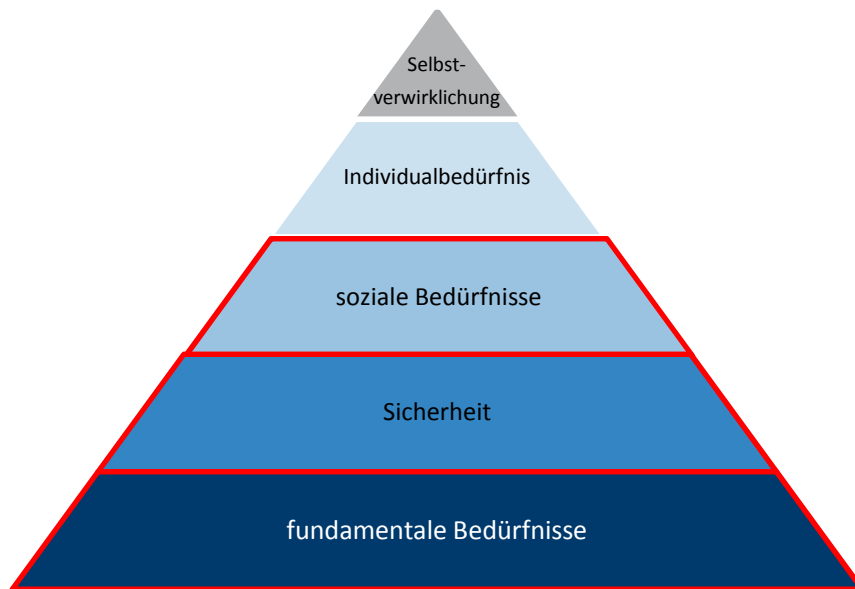 Selbst-
verwirklichung
Individualbedürfnis
soziale Bedürfnisse
Sicherheit
fundamentale Bedürfnisse